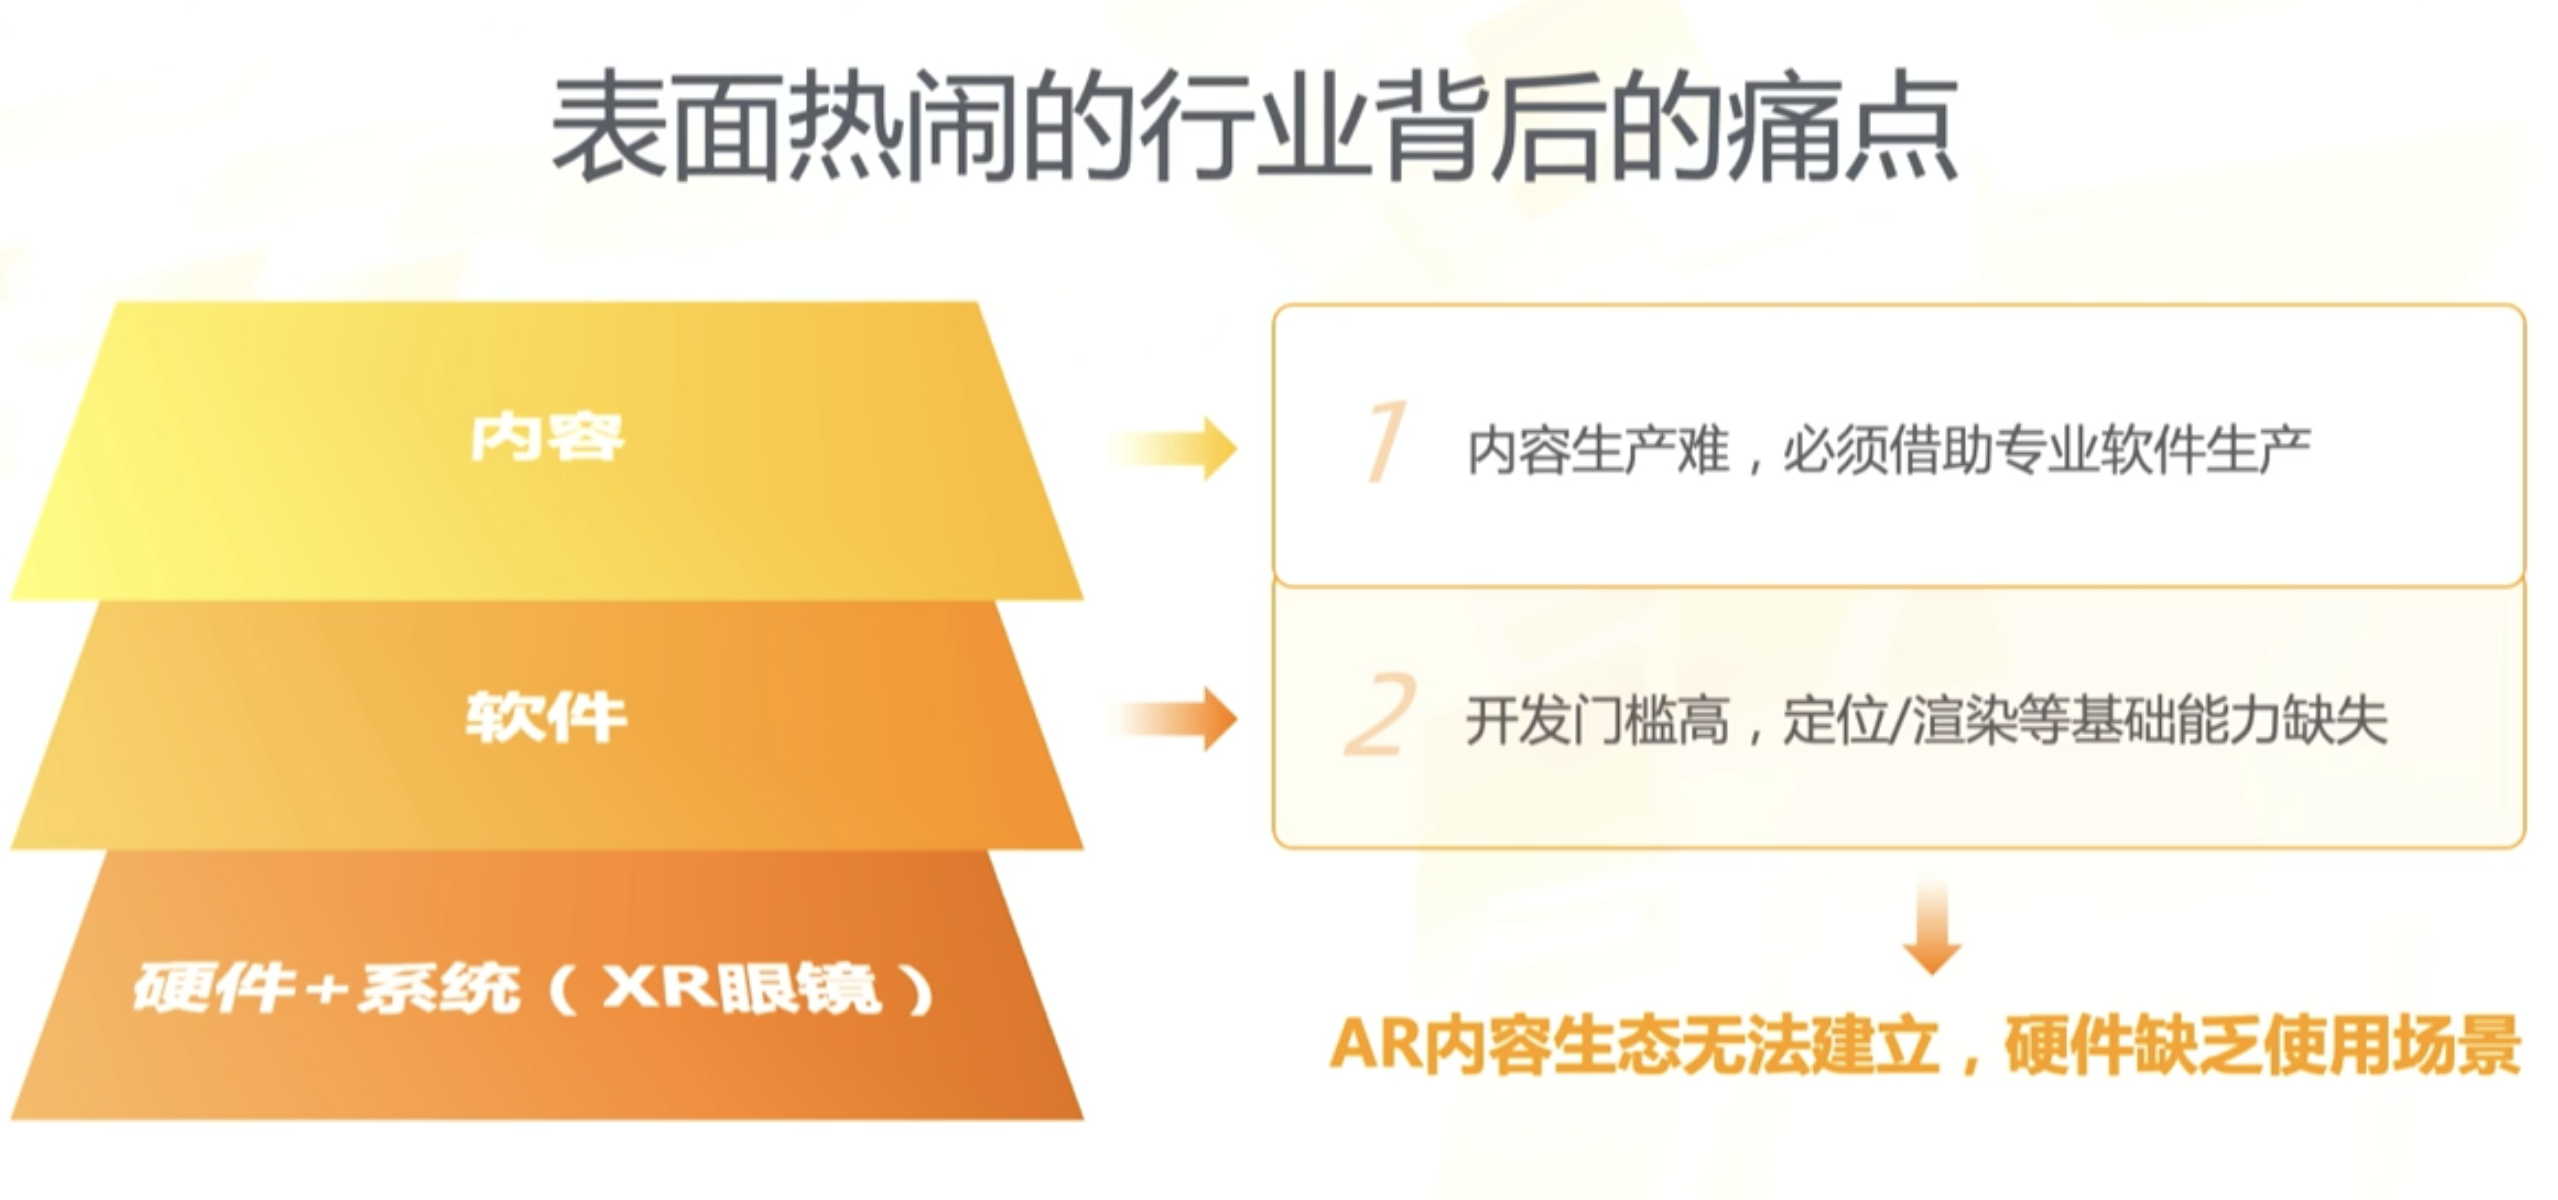 表面热闹的行业背后的痛点
内容
1 内容生产难，必须借助专业软件生产
软件
2 开发门槛高，定位/渲染等基础能力缺失
硬件+系统（XR眼镜）
AR内容生态无法建立，硬件缺乏使用场景